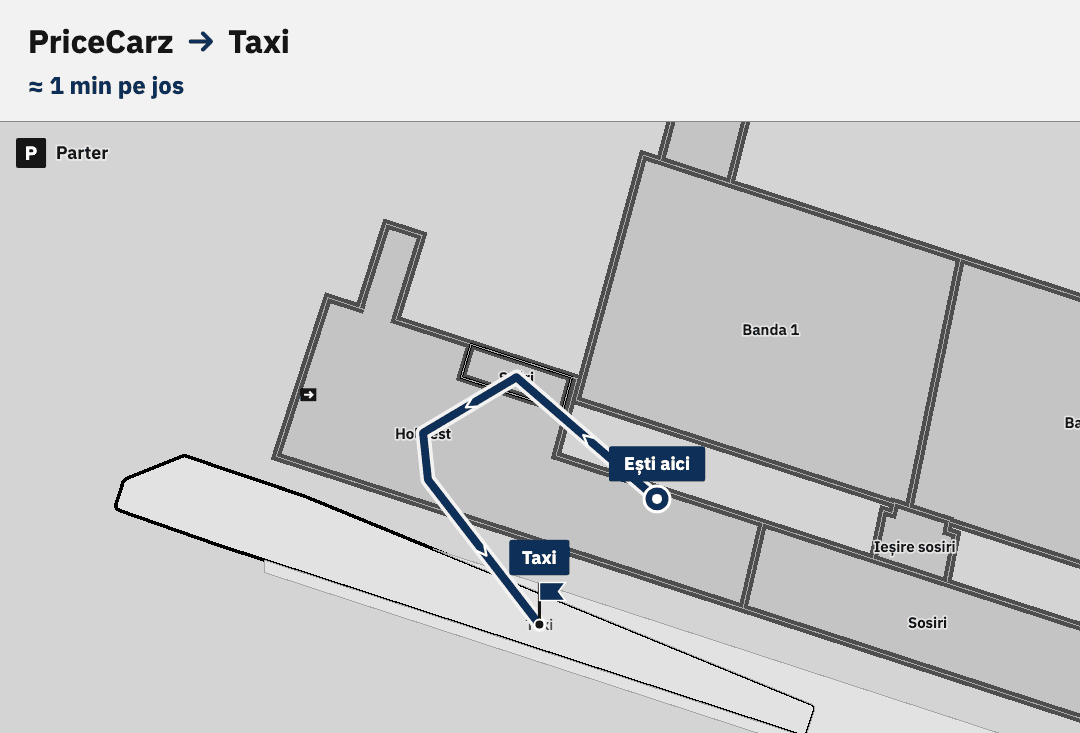 PriceCarz → Taxi
≈ 1 min pe jos
P Parter
Banda 1
Ești aici
Ieșire sosiri
Taxi
Sosiri